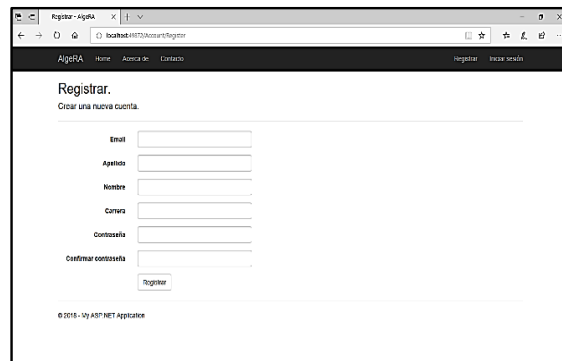 Registrar - AlgeRA
localhost:49872/Account/Registrar
AlgeRA Home Acerca de Contacto Registrar Iniciar sesión
Registrar.
Crear una nueva cuenta.
Email
Apellido
Nombre
Carrera
Contraseña
Confirmar contraseña
Registrar
© 2018 - My ASP.NET Application